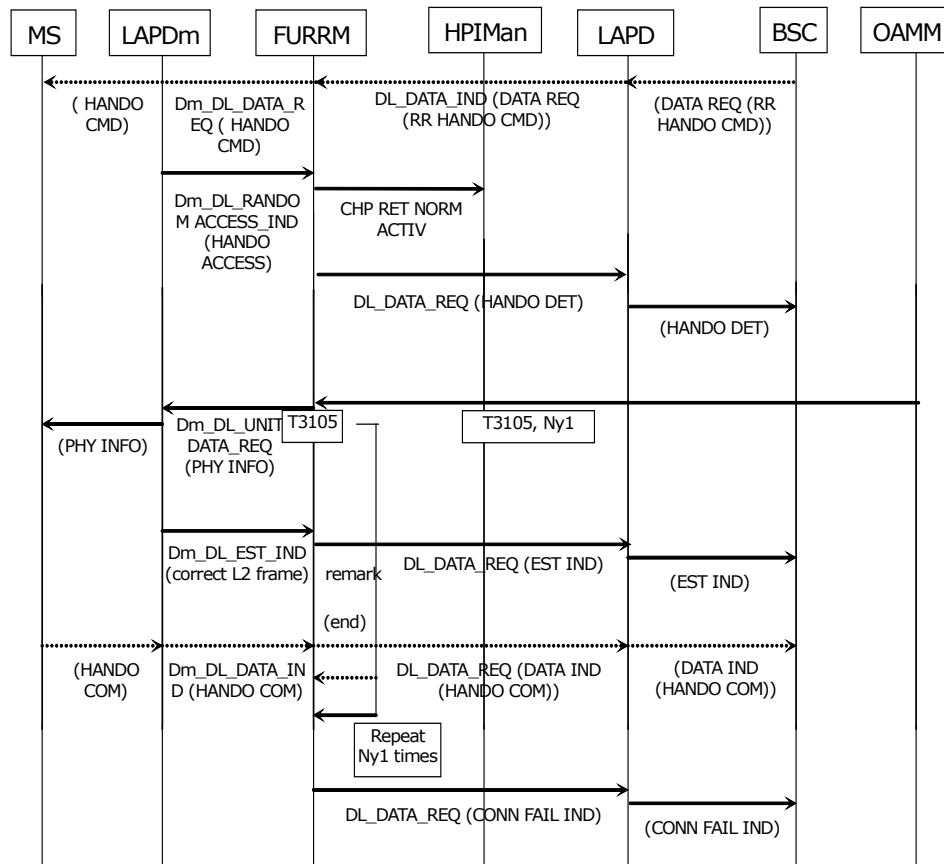 MS
LAPDm
FURRM
HPIMan
LAPD
BSC
OAMM
( HANDO
CMD)
Dm_DL_DATA_R
EQ ( HANDO
CMD)
DL_DATA_IND (DATA REQ
(RR HANDO CMD))
(DATA REQ (RR
HANDO CMD))
Dm_DL_RANDO
M ACCESS_IND
(HANDO
ACCESS)
CHP RET NORM
ACTIV
DL_DATA_REQ (HANDO DET)
(HANDO DET)
T3105
T3105, Ny1
(PHY INFO)
Dm_DL_UNIT
DATA_REQ
(PHY INFO)
Dm_DL_EST_IND
(correct L2 frame)
remark
DL_DATA_REQ (EST IND)
(EST IND)
(end)
(HANDO
COM)
Dm_DL_DATA_IN
D (HANDO COM)
DL_DATA_REQ (DATA IND
(HANDO COM))
(DATA IND
(HANDO COM))
Repeat
Ny1 times
DL_DATA_REQ (CONN FAIL IND)
(CONN FAIL IND)